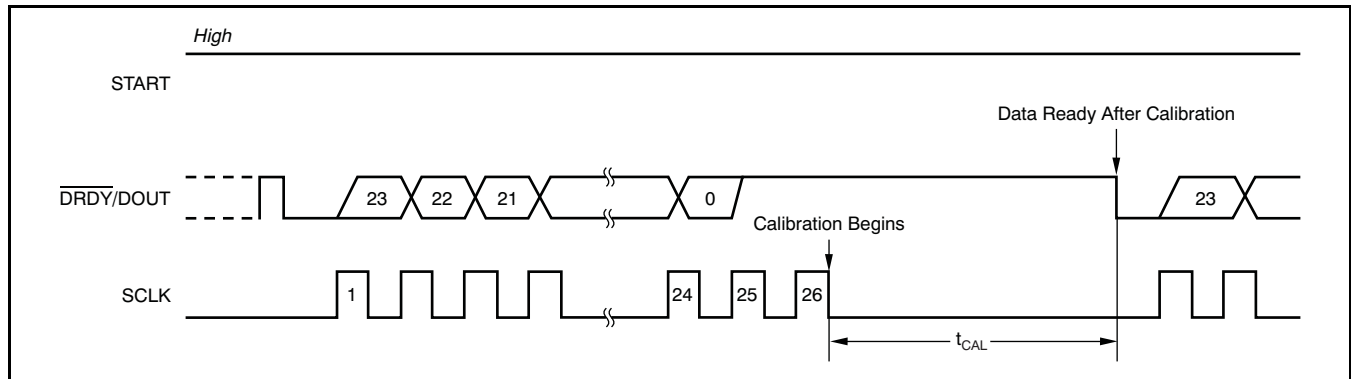 High
START
Data Ready After Calibration
DRDY/DOUT
23 22 21 0 23
Calibration Begins
SCLK
1 24 25 26
tCAL